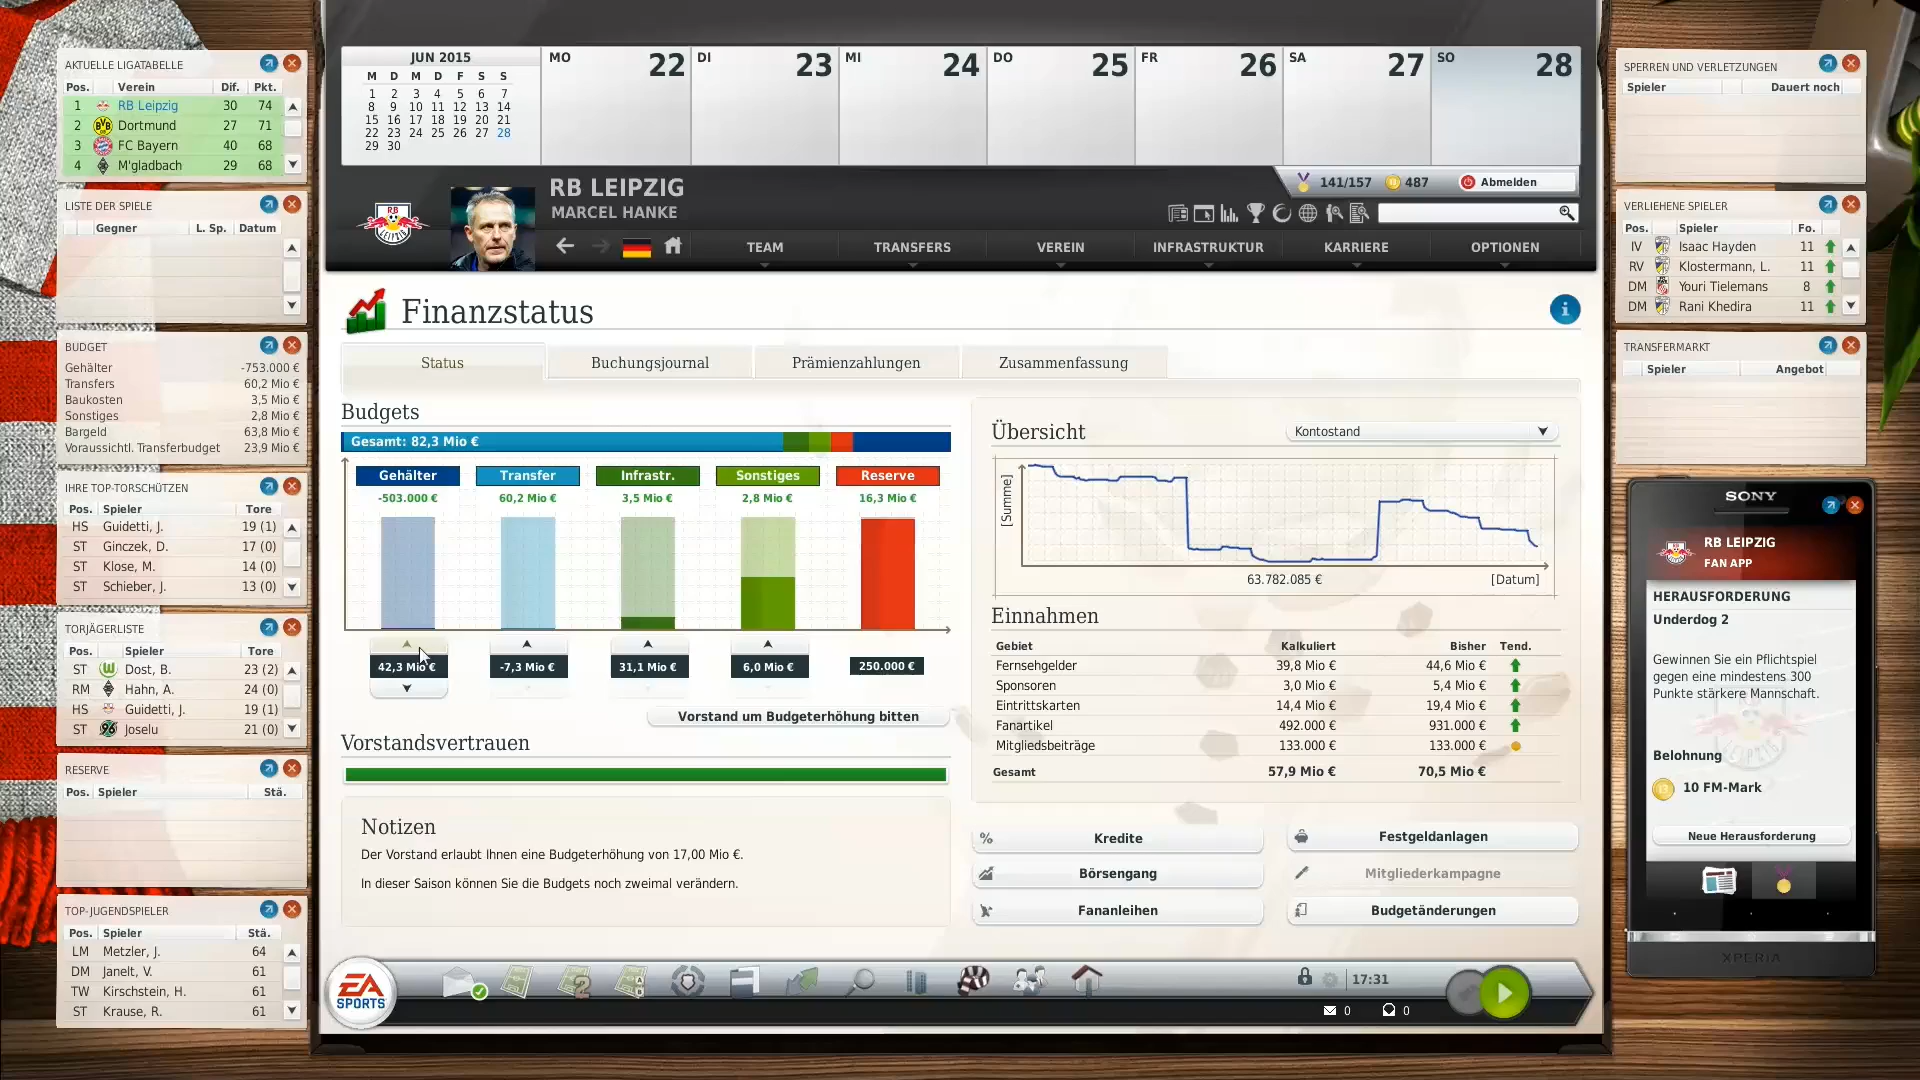 AKTUELLE LIGATABELLE
Pos. Verein Dif. Pkt.
1 RB Leipzig 30 74
2 Dortmund 27 71
3 FC Bayern 40 68
4 M'gladbach 29 68
LISTE DER SPIELE
Gegner L. Sp. Datum
BUDGET
Gehälter -753.000 €
Transfers 60,2 Mio €
Baukosten 3,5 Mio €
Sonstiges 2,8 Mio €
Bargeld 63,8 Mio €
Voraussichtl. Transferbudget 23,9 Mio €
IHRE TOP-TORSCHÜTZEN
Pos. Spieler Tore
HS Guidetti, J. 19 (1)
ST Ginczek, D. 17 (0)
ST Klose, M. 14 (0)
ST Schieber, J. 13 (0)
TORJÄGERLISTE
Pos. Spieler Tore
ST Dost, B. 23 (2)
RM Hahn, A. 24 (0)
HS Guidetti, J. 19 (1)
ST Joselu 21 (0)
RESERVE
Pos. Spieler Stä.
TOP-JUGENDSPIELER
Pos. Spieler Stä.
LM Metzler, J. 64
DM Janelt, V. 61
TW Kirschstein, H. 61
ST Krause, R. 61
JUN 2015
M D M D F S S
1 2 3 4 5 6 7
8 9 10 11 12 13 14
15 16 17 18 19 20 21
22 23 24 25 26 27 28
29 30
MO 22 DI 23 MI 24 DO 25 FR 26 SA 27 SO 28
RB LEIPZIG
MARCEL HANKE
141/157 487 Abmelden
TEAM TRANSFERS VEREIN INFRASTRUKTUR KARRIERE OPTIONEN
Finanzstatus
Status Buchungsjournal Prämienzahlungen Zusammenfassung
Budgets
Gesamt: 82,3 Mio €
Gehälter Transfer Infrastr. Sonstiges Reserve
-503.000 € 60,2 Mio € 3,5 Mio € 2,8 Mio € 16,3 Mio €
42,3 Mio € -7,3 Mio € 31,1 Mio € 6,0 Mio € 250.000 €
Vorstand um Budgeterhöhung bitten
Vorstandsvertrauen
Notizen
Der Vorstand erlaubt Ihnen eine Budgeterhöhung von 17,00 Mio €.
In dieser Saison können Sie die Budgets noch zweimal verändern.
Übersicht Kontostand
[Summe]
63.782.085 € [Datum]
Einnahmen
Gebiet Kalkuliert Bisher Tend.
Fernsehgelder 39,8 Mio € 44,6 Mio €
Sponsoren 3,0 Mio € 5,4 Mio €
Eintrittskarten 14,4 Mio € 19,4 Mio €
Fanartikel 492.000 € 931.000 €
Mitgliedsbeiträge 133.000 € 133.000 €
Gesamt 57,9 Mio € 70,5 Mio €
Kredite Festgeldanlagen
Börsengang Mitgliederkampagne
Fananleihen Budgetänderungen
EA SPORTS
17:31
0 0
SPERREN UND VERLETZUNGEN
Spieler Dauert noch
VERLIEHENE SPIELER
Pos. Spieler Fo.
IV Isaac Hayden 11
RV Klostermann, L. 11
DM Youri Tielemans 8
DM Rani Khedira 11
TRANSFERMARKT
Spieler Angebot
SONY
RB LEIPZIG
FAN APP
HERAUSFORDERUNG
Underdog 2
Gewinnen Sie ein Pflichtspiel
gegen eine mindestens 300
Punkte stärkere Mannschaft.
Belohnung
10 FM-Mark
Neue Herausforderung
XPERIA